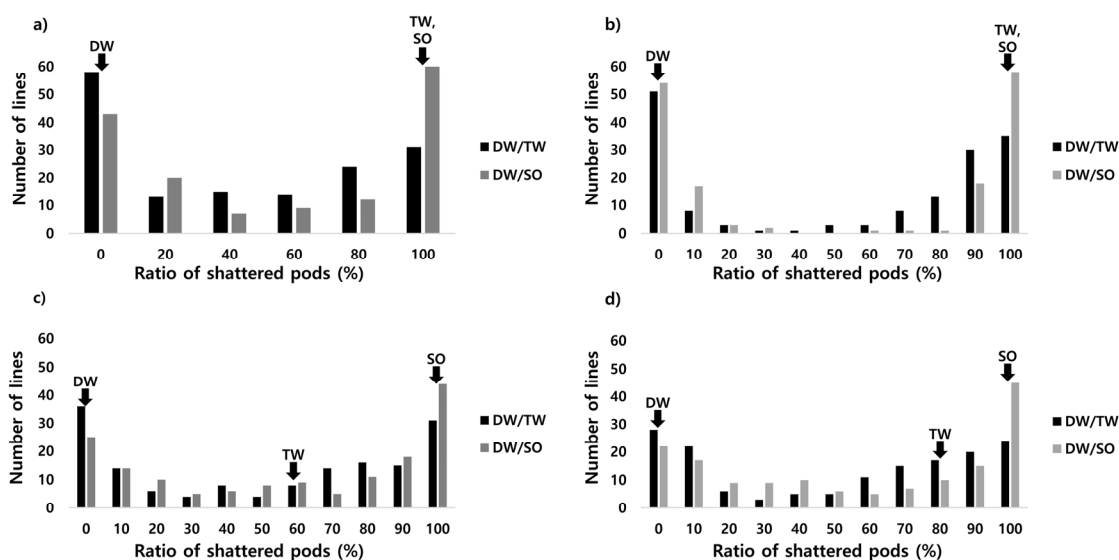 a)
DW
TW,
SO
60
50
40
30
20
10
0
Number of lines
0 20 40 60 80 100
Ratio of shattered pods (%)
DW/TW
DW/SO
b)
DW
TW,
SO
60
50
40
30
20
10
0
Number of lines
0 10 20 30 40 50 60 70 80 90 100
Ratio of shattered pods (%)
DW/TW
DW/SO
c)
DW
TW
SO
60
50
40
30
20
10
0
Number of lines
0 10 20 30 40 50 60 70 80 90 100
Ratio of shattered pods (%)
DW/TW
DW/SO
d)
DW
TW
SO
60
50
40
30
20
10
0
Number of lines
0 10 20 30 40 50 60 70 80 90 100
Ratio of shattered pods (%)
DW/TW
DW/SO